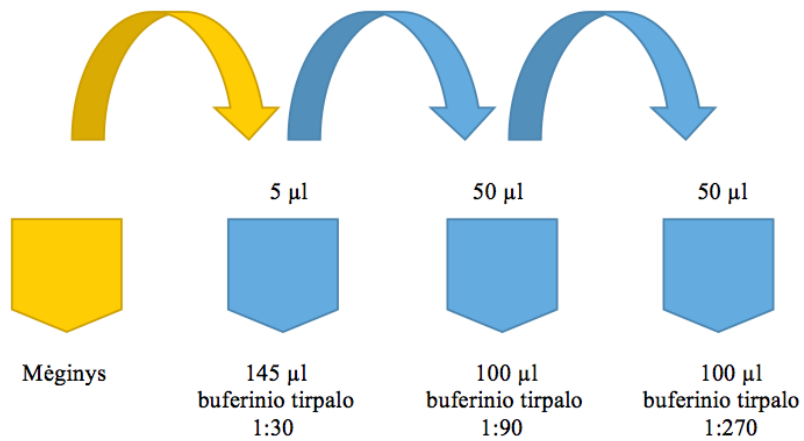 5 µl
50 µl
50 µl
Mėginys
145 µl
buferinio tirpalo
1:30
100 µl
buferinio tirpalo
1:90
100 µl
buferinio tirpalo
1:270